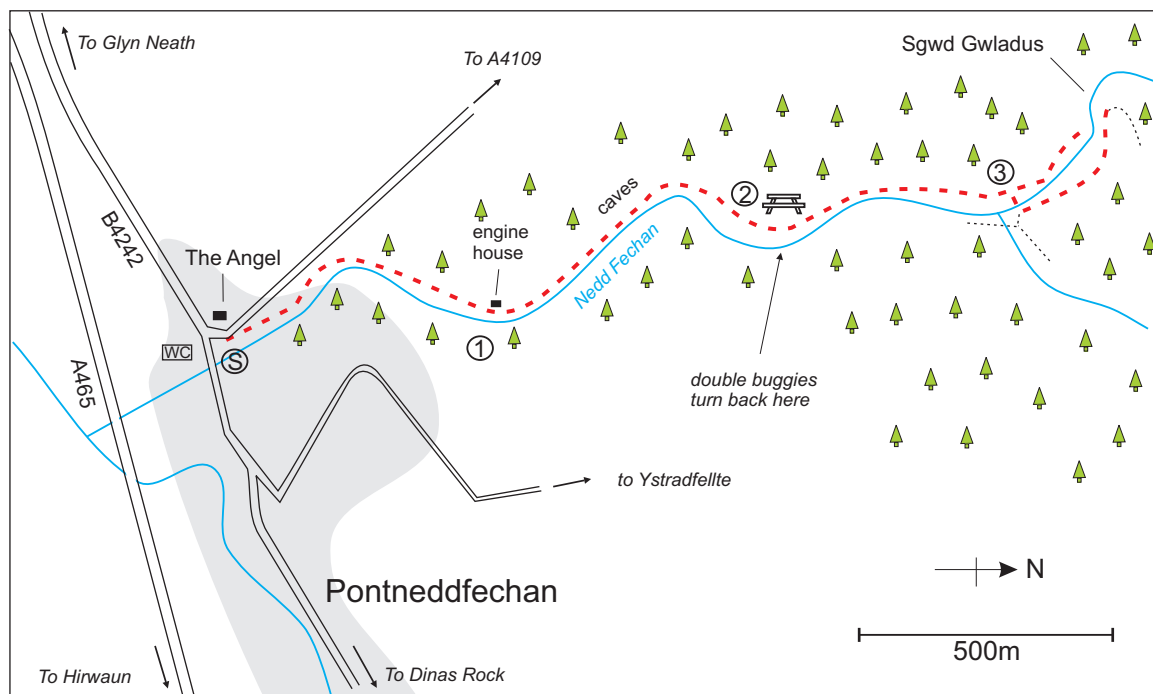 To Glyn Neath
To A4109
Sgwd Gwladus
B4242
The Angel
engine
house
caves
Nedd Fechan
2
3
WC
S
1
A465
double buggies
turn back here
to Ystradfellte
N
Pontneddfechan
500m
To Hirwaun
To Dinas Rock